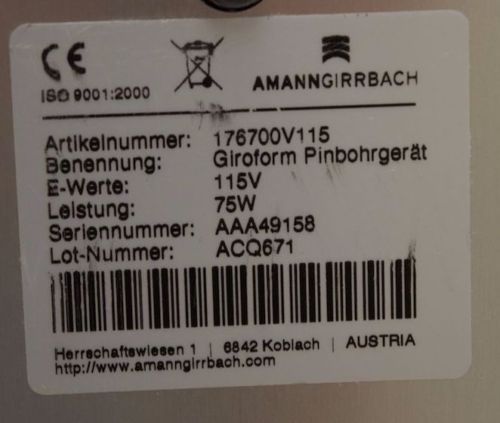 CE
ISO 9001:2000
AMANNGIRRBACH
Artikelnummer: 176700V115
Benennung: Giroform Pinbohrgerät
E-Werte: 115V
Leistung: 75W
Seriennummer: AAA49158
Lot-Nummer: ACQ671
Herrschaftswiesen 1 | 6842 Koblach | AUSTRIA
http://www.amanngirrbach.com